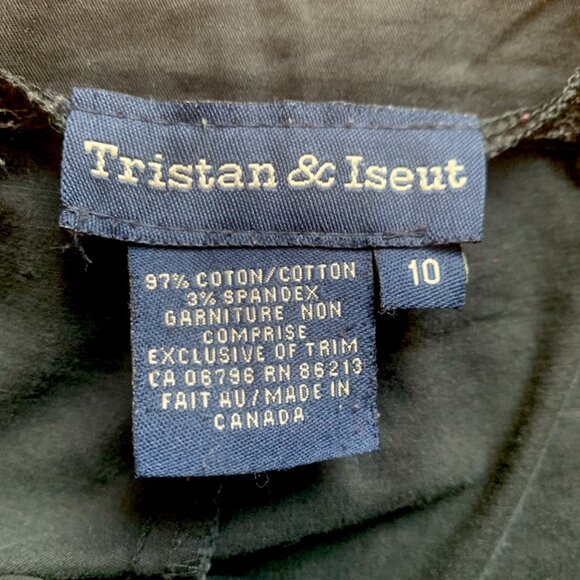 Tristan & Iseut
10
97% COTON/COTTON
3% SPANDEX
GARNITURE NON
COMPRISE
EXCLUSIVE OF TRIM
CA 06796 RN 86213
FAIT AU/MADE IN
CANADA